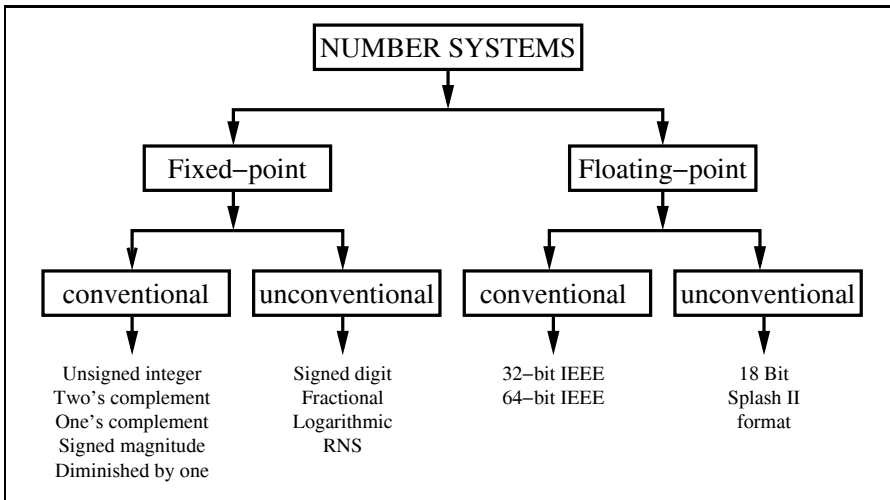 NUMBER SYSTEMS
Fixed−point
Floating−point
conventional
unconventional
conventional
unconventional
Unsigned integer
Two's complement
One's complement
Signed magnitude
Diminished by one
Signed digit
Fractional
Logarithmic
RNS
32−bit IEEE
64−bit IEEE
18 Bit
Splash II
format